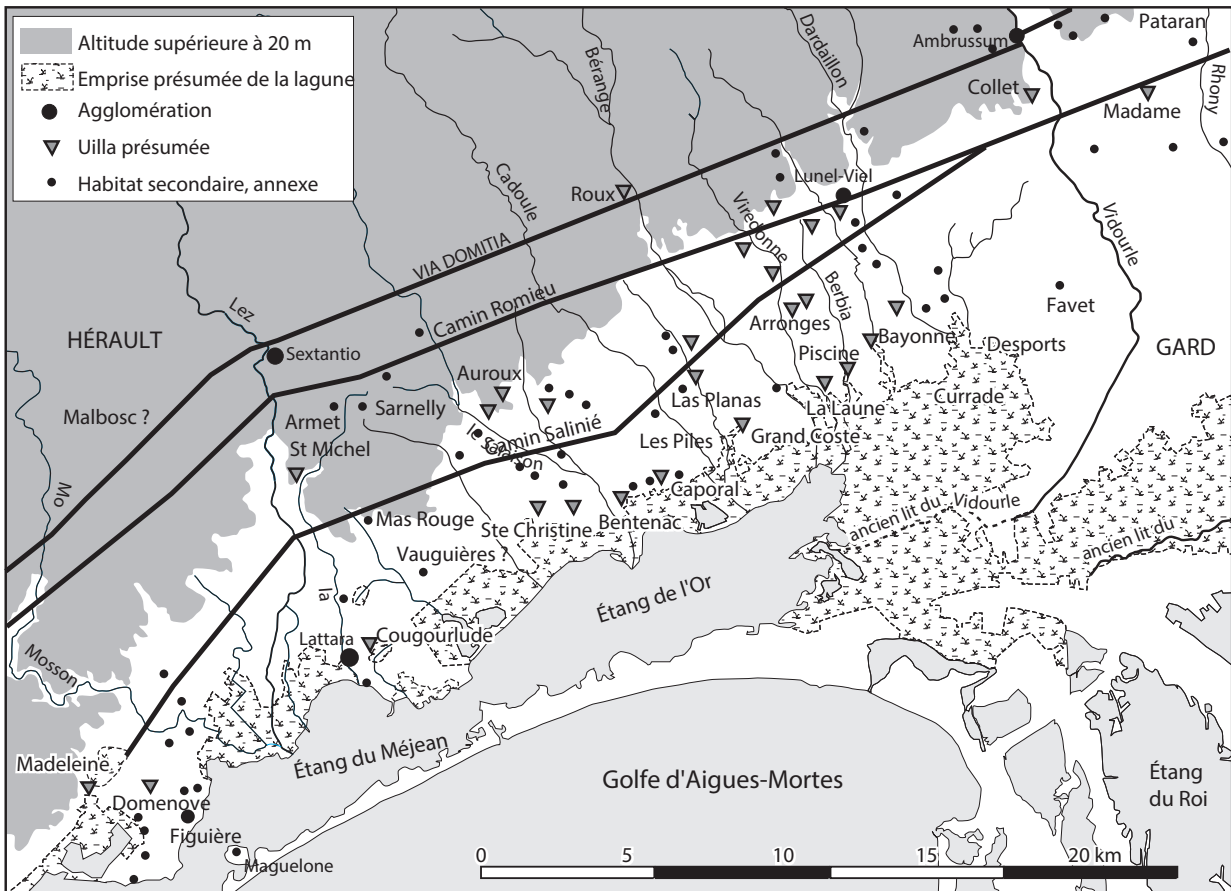 Altitude supérieure à 20 m
Emprise présumée de la lagune
Agglomération
Uilla présumée
Habitat secondaire, annexe
Pataran
Ambrussum
Dardaillon
Bérange
Rhony
Collet
Madame
Cadoule
Roux
Lunel-Viel
Viredonne
Vidourle
VIA DOMITIA
Berbia
Favet
Lez
Camin Romieu
HÉRAULT
Sextantio
Arronges
Bayonne
Desports
GARD
Piscine
Auroux
Malbosc ?
Armet
Sarnelly
Las Planas
La Laune
Currade
St Michel
Camin Salinié
le Salaison
Les Piles
Grand Coste
Mo
Caporal
Mas Rouge
Ste Christine
Bentenac
ancien lit du Vidourle
ancien lit du
Vauguières ?
la
Étang de l'Or
Lattara
Cougourlude
Mosson
Étang du Méjean
Madeleine
Golfe d'Aigues-Mortes
Étang
du Roi
Domenove
Figuière
Maguelone
0 5 10 15 20 km